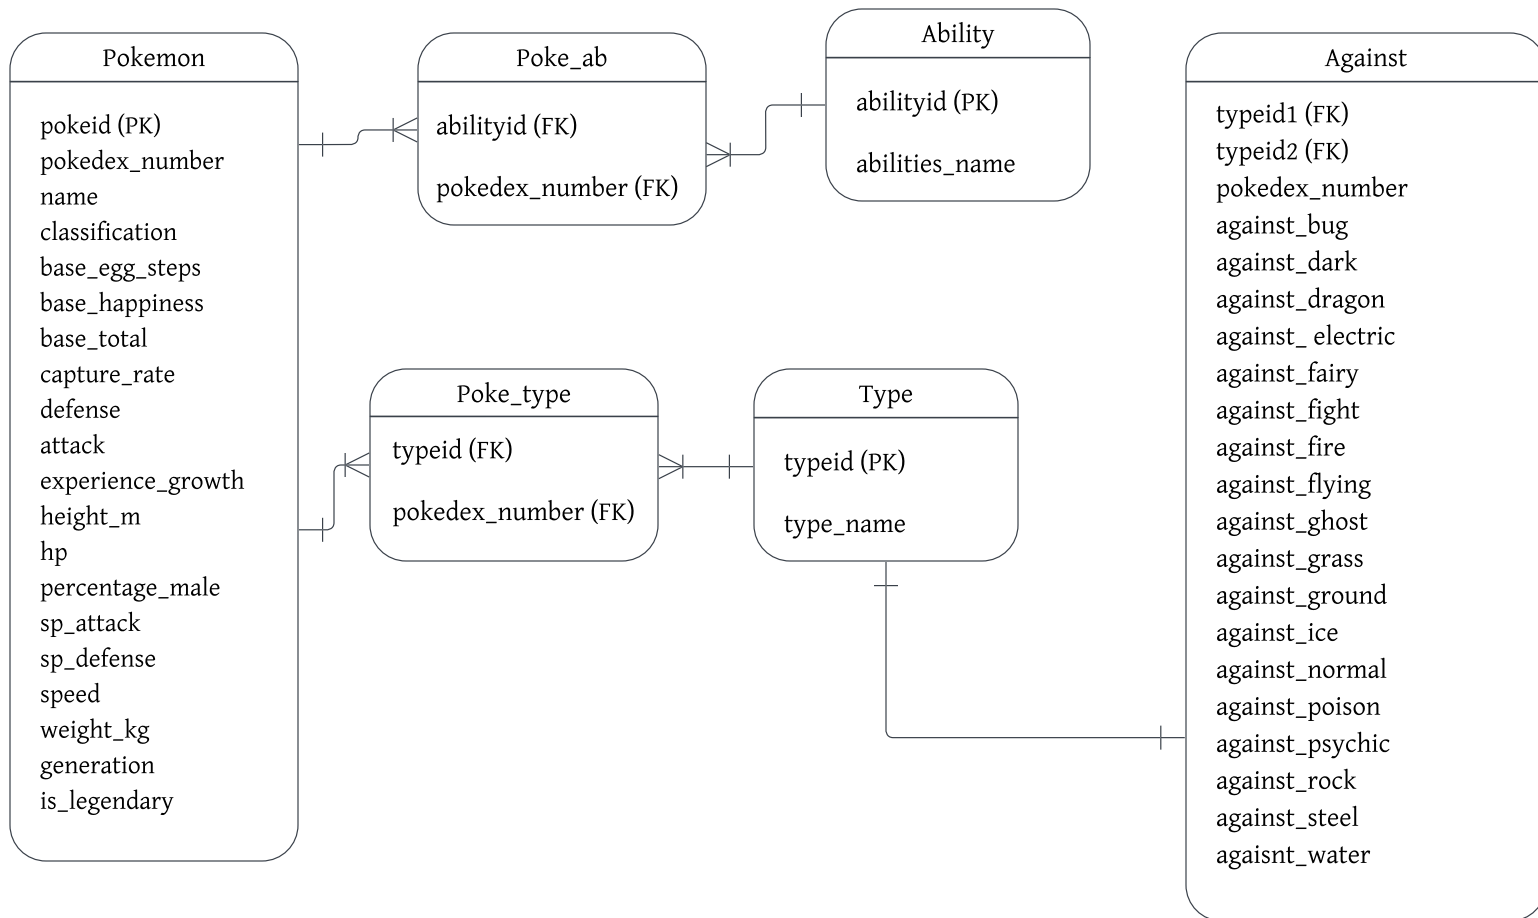 Pokemon
pokeid (PK)
pokedex_number
name
classification
base_egg_steps
base_happiness
base_total
capture_rate
defense
attack
experience_growth
height_m
hp
percentage_male
sp_attack
sp_defense
speed
weight_kg
generation
is_legendary
Poke_ab
abilityid (FK)
pokedex_number (FK)
Ability
abilityid (PK)
abilities_name
Poke_type
typeid (FK)
pokedex_number (FK)
Type
typeid (PK)
type_name
Against
typeid1 (FK)
typeid2 (FK)
pokedex_number
against_bug
against_dark
against_dragon
against_ electric
against_fairy
against_fight
against_fire
against_flying
against_ghost
against_grass
against_ground
against_ice
against_normal
against_poison
against_psychic
against_rock
against_steel
agaisnt_water